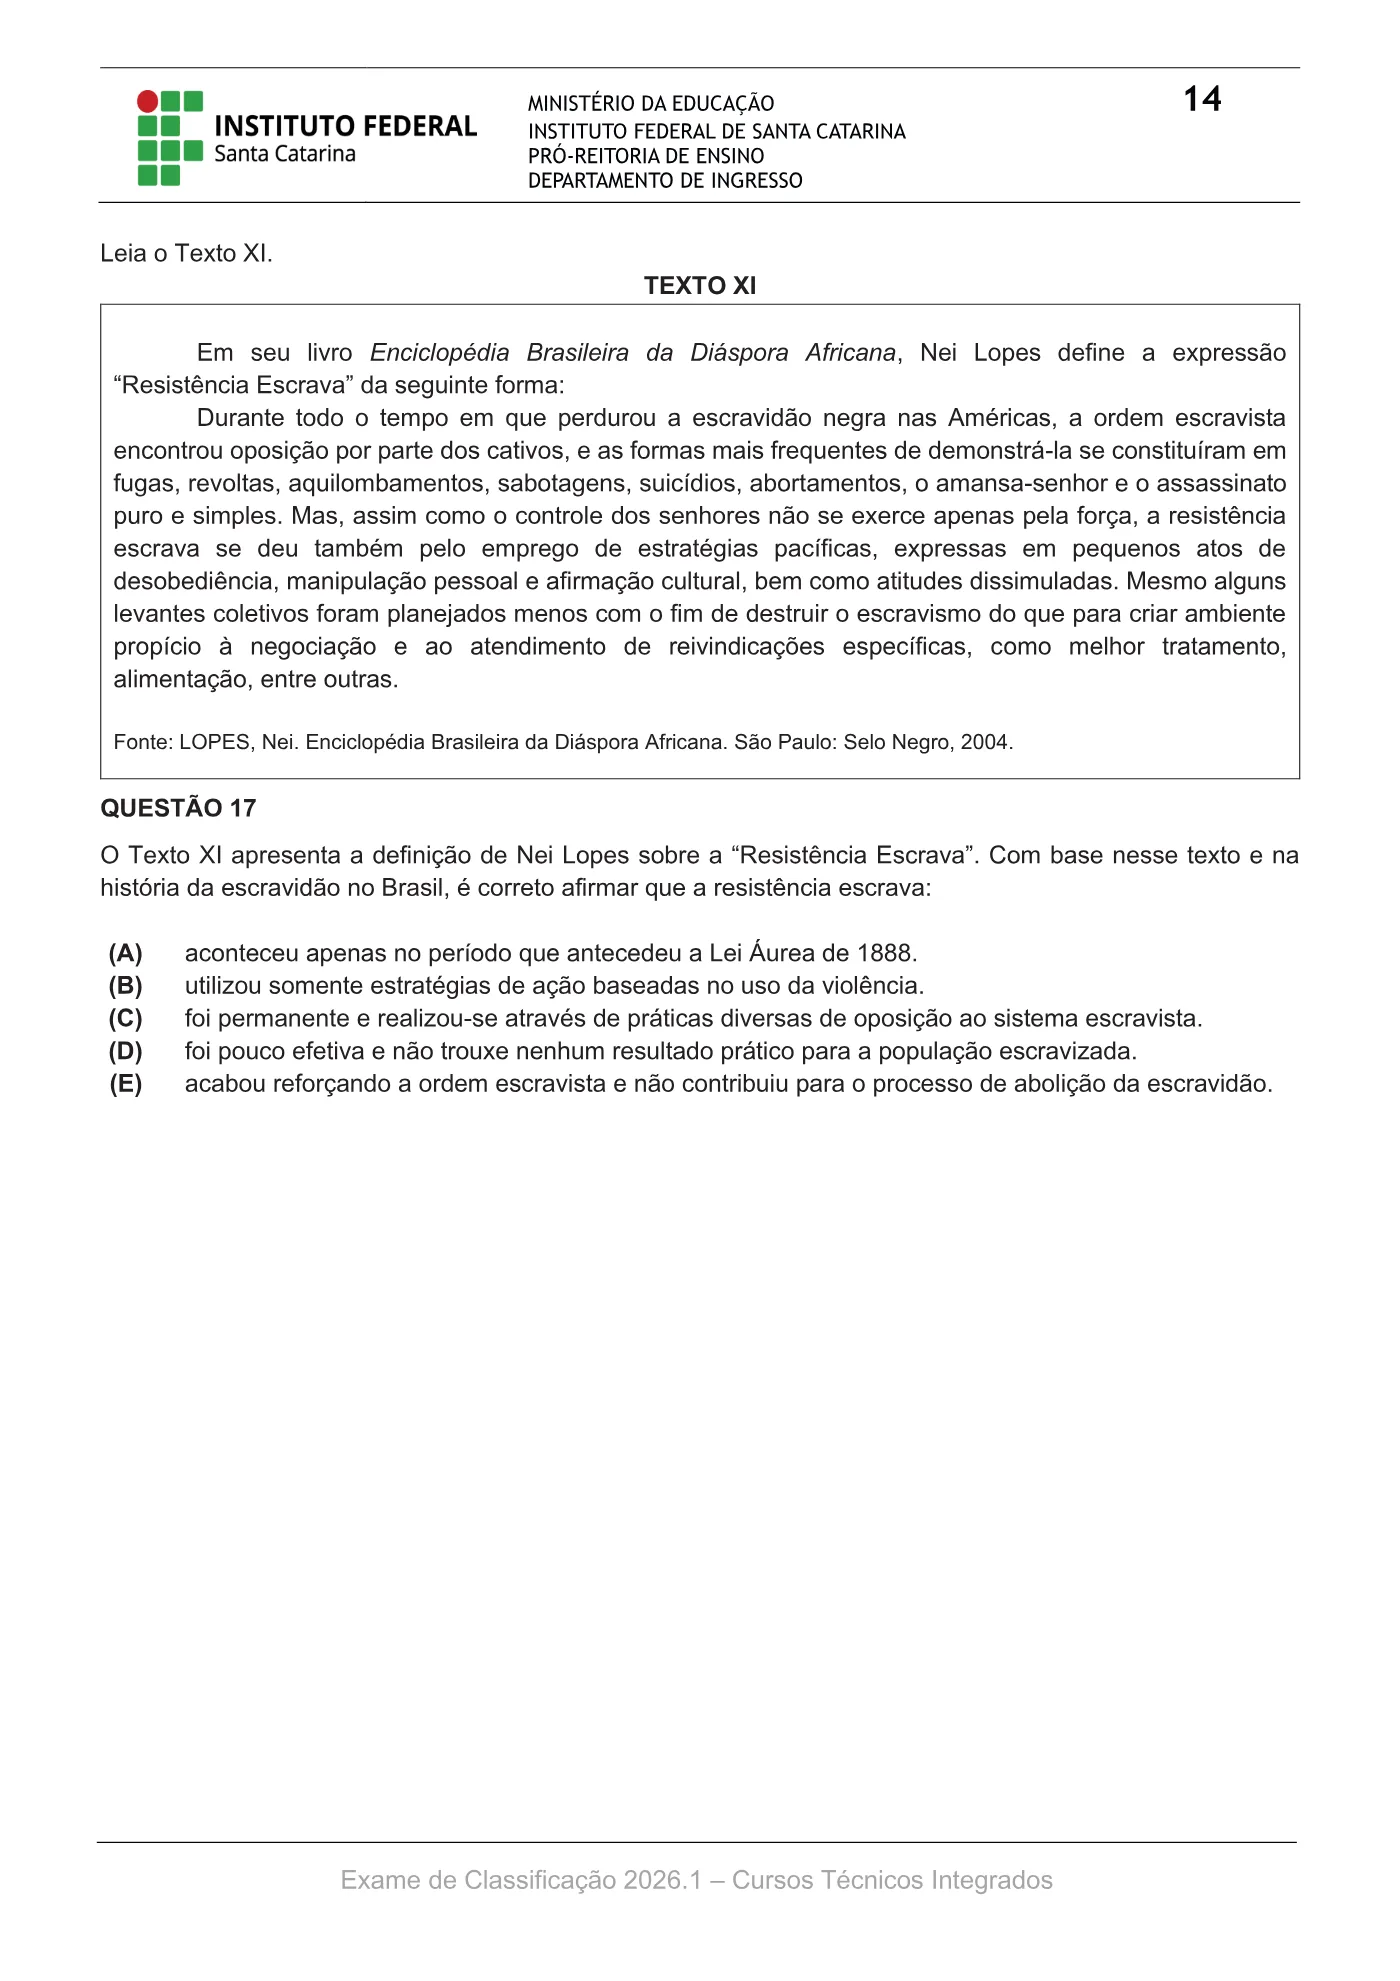 INSTITUTO FEDERAL
Santa Catarina
MINISTÉRIO DA EDUCAÇÃO
INSTITUTO FEDERAL DE SANTA CATARINA
PRÓ-REITORIA DE ENSINO
DEPARTAMENTO DE INGRESSO
14
Leia o Texto XI.
TEXTO XI
Em seu livro Enciclopédia Brasileira da Diáspora Africana, Nei Lopes define a expressão
“Resistência Escrava” da seguinte forma:
Durante todo o tempo em que perdurou a escravidão negra nas Américas, a ordem escravista
encontrou oposição por parte dos cativos, e as formas mais frequentes de demonstrá-la se constituíram em
fugas, revoltas, aquilombamentos, sabotagens, suicídios, abortamentos, o amansa-senhor e o assassinato
puro e simples. Mas, assim como o controle dos senhores não se exerce apenas pela força, a resistência
escrava se deu também pelo emprego de estratégias pacíficas, expressas em pequenos atos de
desobediência, manipulação pessoal e afirmação cultural, bem como atitudes dissimuladas. Mesmo alguns
levantes coletivos foram planejados menos com o fim de destruir o escravismo do que para criar ambiente
propício à negociação e ao atendimento de reivindicações específicas, como melhor tratamento,
alimentação, entre outras.
Fonte: LOPES, Nei. Enciclopédia Brasileira da Diáspora Africana. São Paulo: Selo Negro, 2004.
QUESTÃO 17
O Texto XI apresenta a definição de Nei Lopes sobre a “Resistência Escrava”. Com base nesse texto e na
história da escravidão no Brasil, é correto afirmar que a resistência escrava:
(A) aconteceu apenas no período que antecedeu a Lei Áurea de 1888.
(B) utilizou somente estratégias de ação baseadas no uso da violência.
(C) foi permanente e realizou-se através de práticas diversas de oposição ao sistema escravista.
(D) foi pouco efetiva e não trouxe nenhum resultado prático para a população escravizada.
(E) acabou reforçando a ordem escravista e não contribuiu para o processo de abolição da escravidão.
Exame de Classificação 2026.1 – Cursos Técnicos Integrados